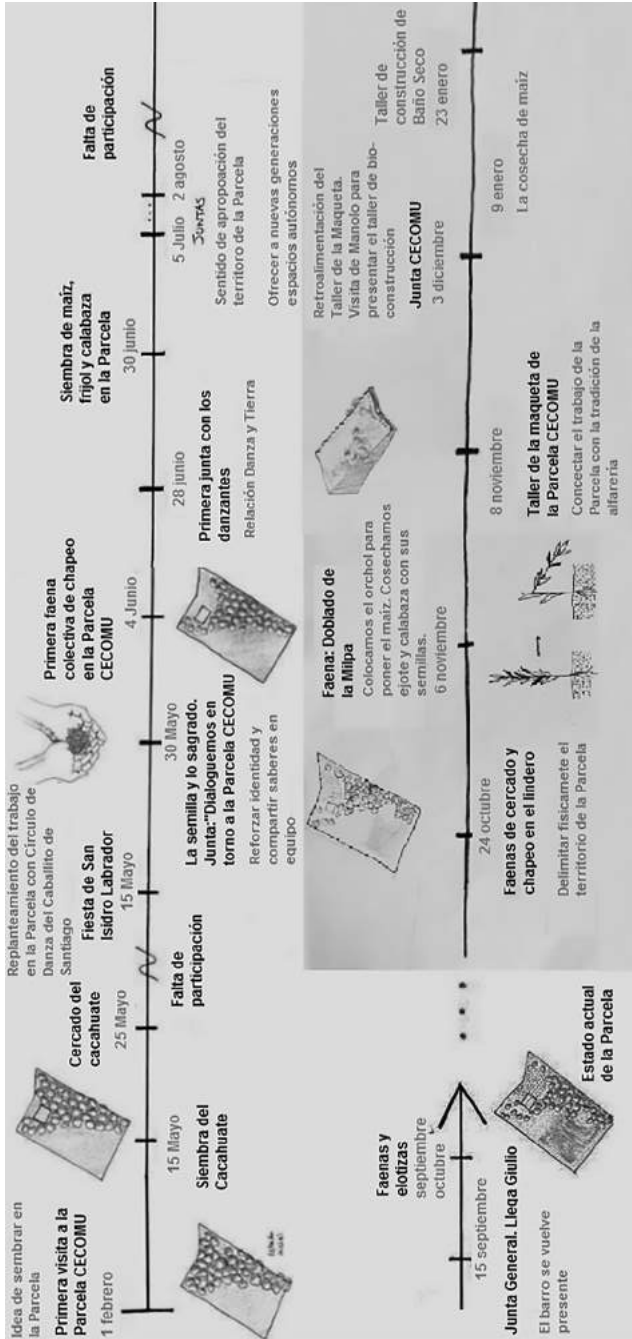 Idea de sembrar en
la Parcela
Primera visita a la
Parcela CECOMU
1 febrero
15 Mayo
Siembra del
Cacahuate
Cercado del
cacahuate
25 Mayo
Falta de
participación
Replanteamiento del trabajo
en la Parcela con Círculo de
Danza del Caballito de
Santiago
Fiesta de San
Isidro Labrador
15 Mayo
30 Mayo
La semilla y lo sagrado.
Junta:"Dialoguemos en
torno a la Parcela CECOMU
Reforzar identidad y
compartir saberes en
equipo
Primera faena
colectiva de chapeo
en la Parcela
CECOMU
4 Junio
28 junio
Primera junta con los
danzantes
Relación Danza y Tierra
Siembra de maíz,
frijol y calabaza
en la Parcela
30 junio
5 Julio
2 agosto
JUNTAS
Sentido de apropoación del
territoro de la Parcela
Ofrecer a nuevas generaciones
espacios autónomos
Falta de
participación
15 septiembre
Junta General. Llega Giulio
El barro se vuelve
presente
Faenas y
elotizas
septiembre
octubre
Estado actual
de la Parcela
24 octubre
Faenas de cercado y
chapeo en el lindero
Delimitar fisicamete el
territorio de la Parcela
Faena: Doblado de
la Milpa
Colocamos el orchol para
poner el maíz. Cosechamos
ejote y calabaza con sus
semillas.
6 noviembre
8 noviembre
Taller de la maqueta de
la Parcela CECOMU
Concectar el trabajo de la
Parcela con la tradición de la
alfarería
Retroalimentación del
Taller de la Maqueta.
Visita de Manolo para
presentar el taller de bio-
construcción
Junta CECOMU
3 diciembre
9 enero
La cosecha de maíz
Taller de
construcción de
Baño Seco
23 enero